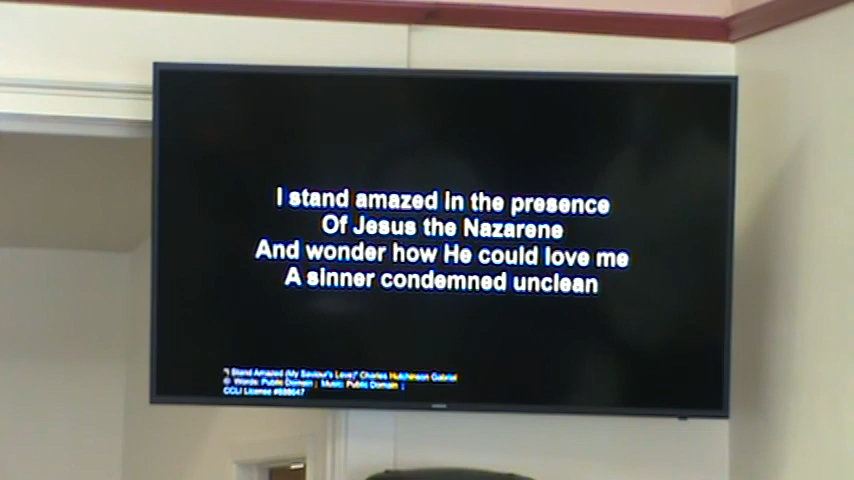 I stand amazed in the presence
Of Jesus the Nazarene
And wonder how He could love me
A sinner condemned unclean
"I Stand Amazed (My Saviour's Love)" Charles Hutchinson Gabriel
© Words: Public Domain | Music: Public Domain |
CCLI License